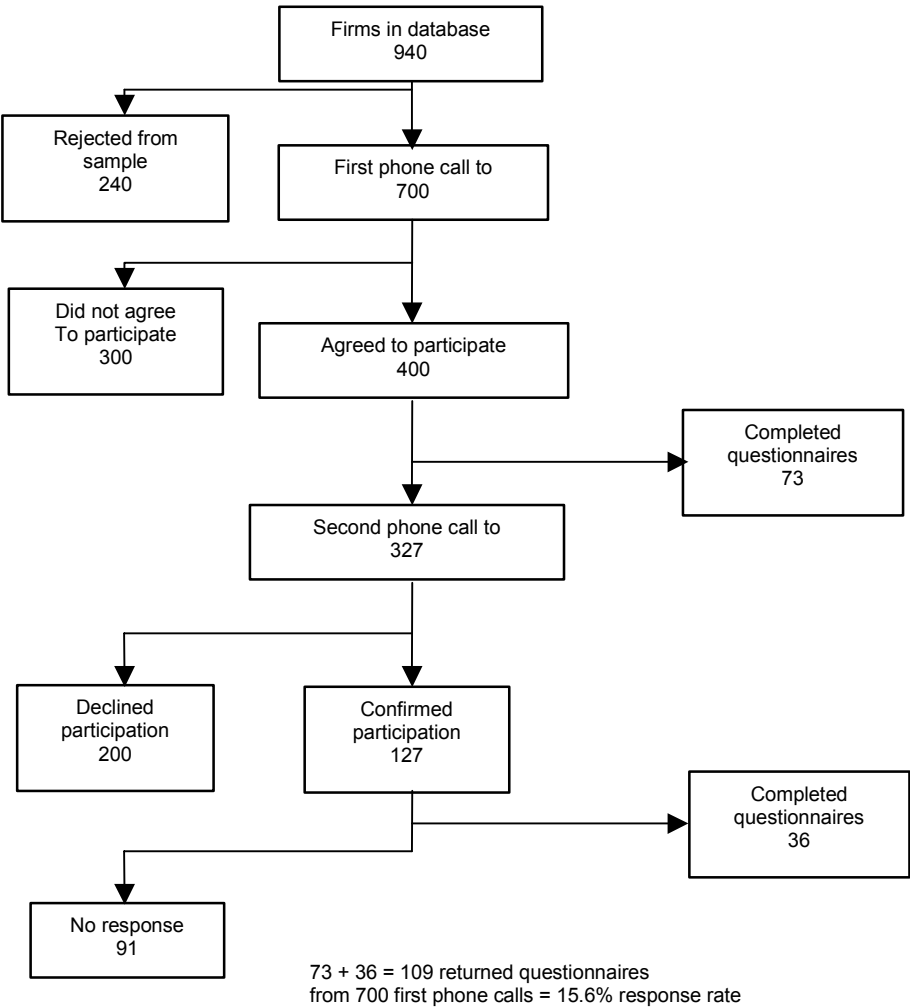 Firms in database
940
Rejected from
sample
240
First phone call to
700
Did not agree
To participate
300
Agreed to participate
400
Completed
questionnaires
73
Second phone call to
327
Declined
participation
200
Confirmed
participation
127
Completed
questionnaires
36
No response
91
73 + 36 = 109 returned questionnaires
from 700 first phone calls = 15.6% response rate